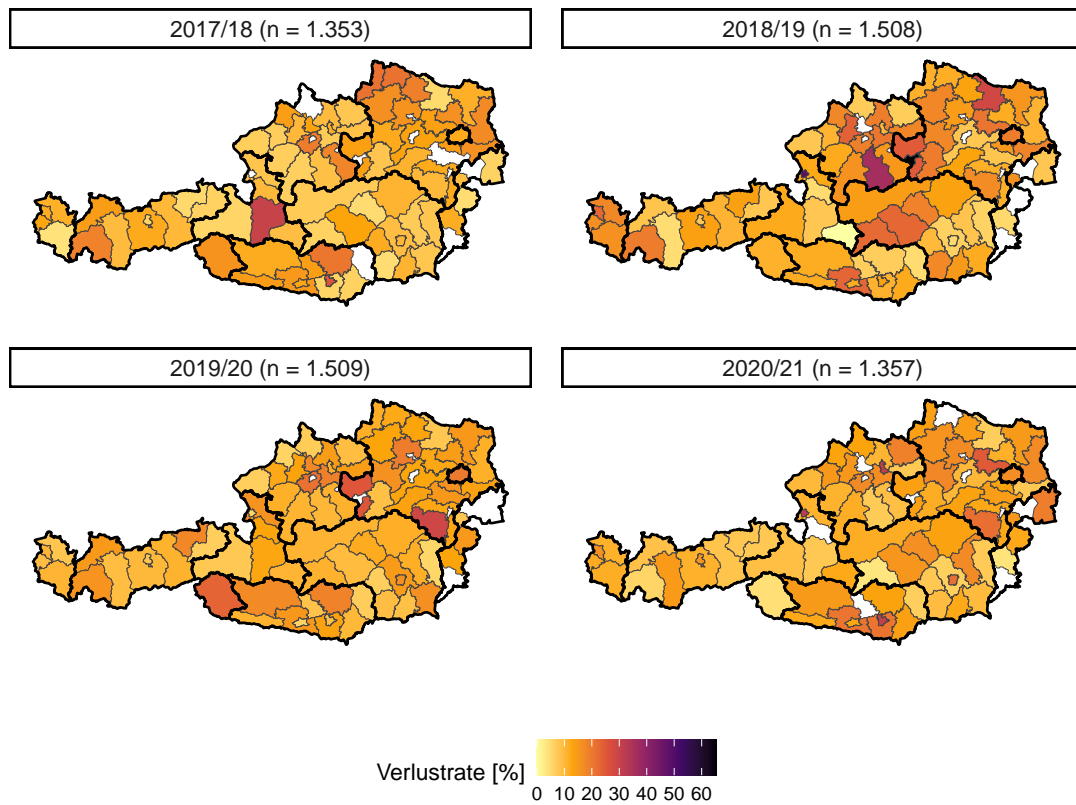 2017/18 (n = 1.353)
2018/19 (n = 1.508)
2019/20 (n = 1.509)
2020/21 (n = 1.357)
Verlustrate [%]
0 10 20 30 40 50 60